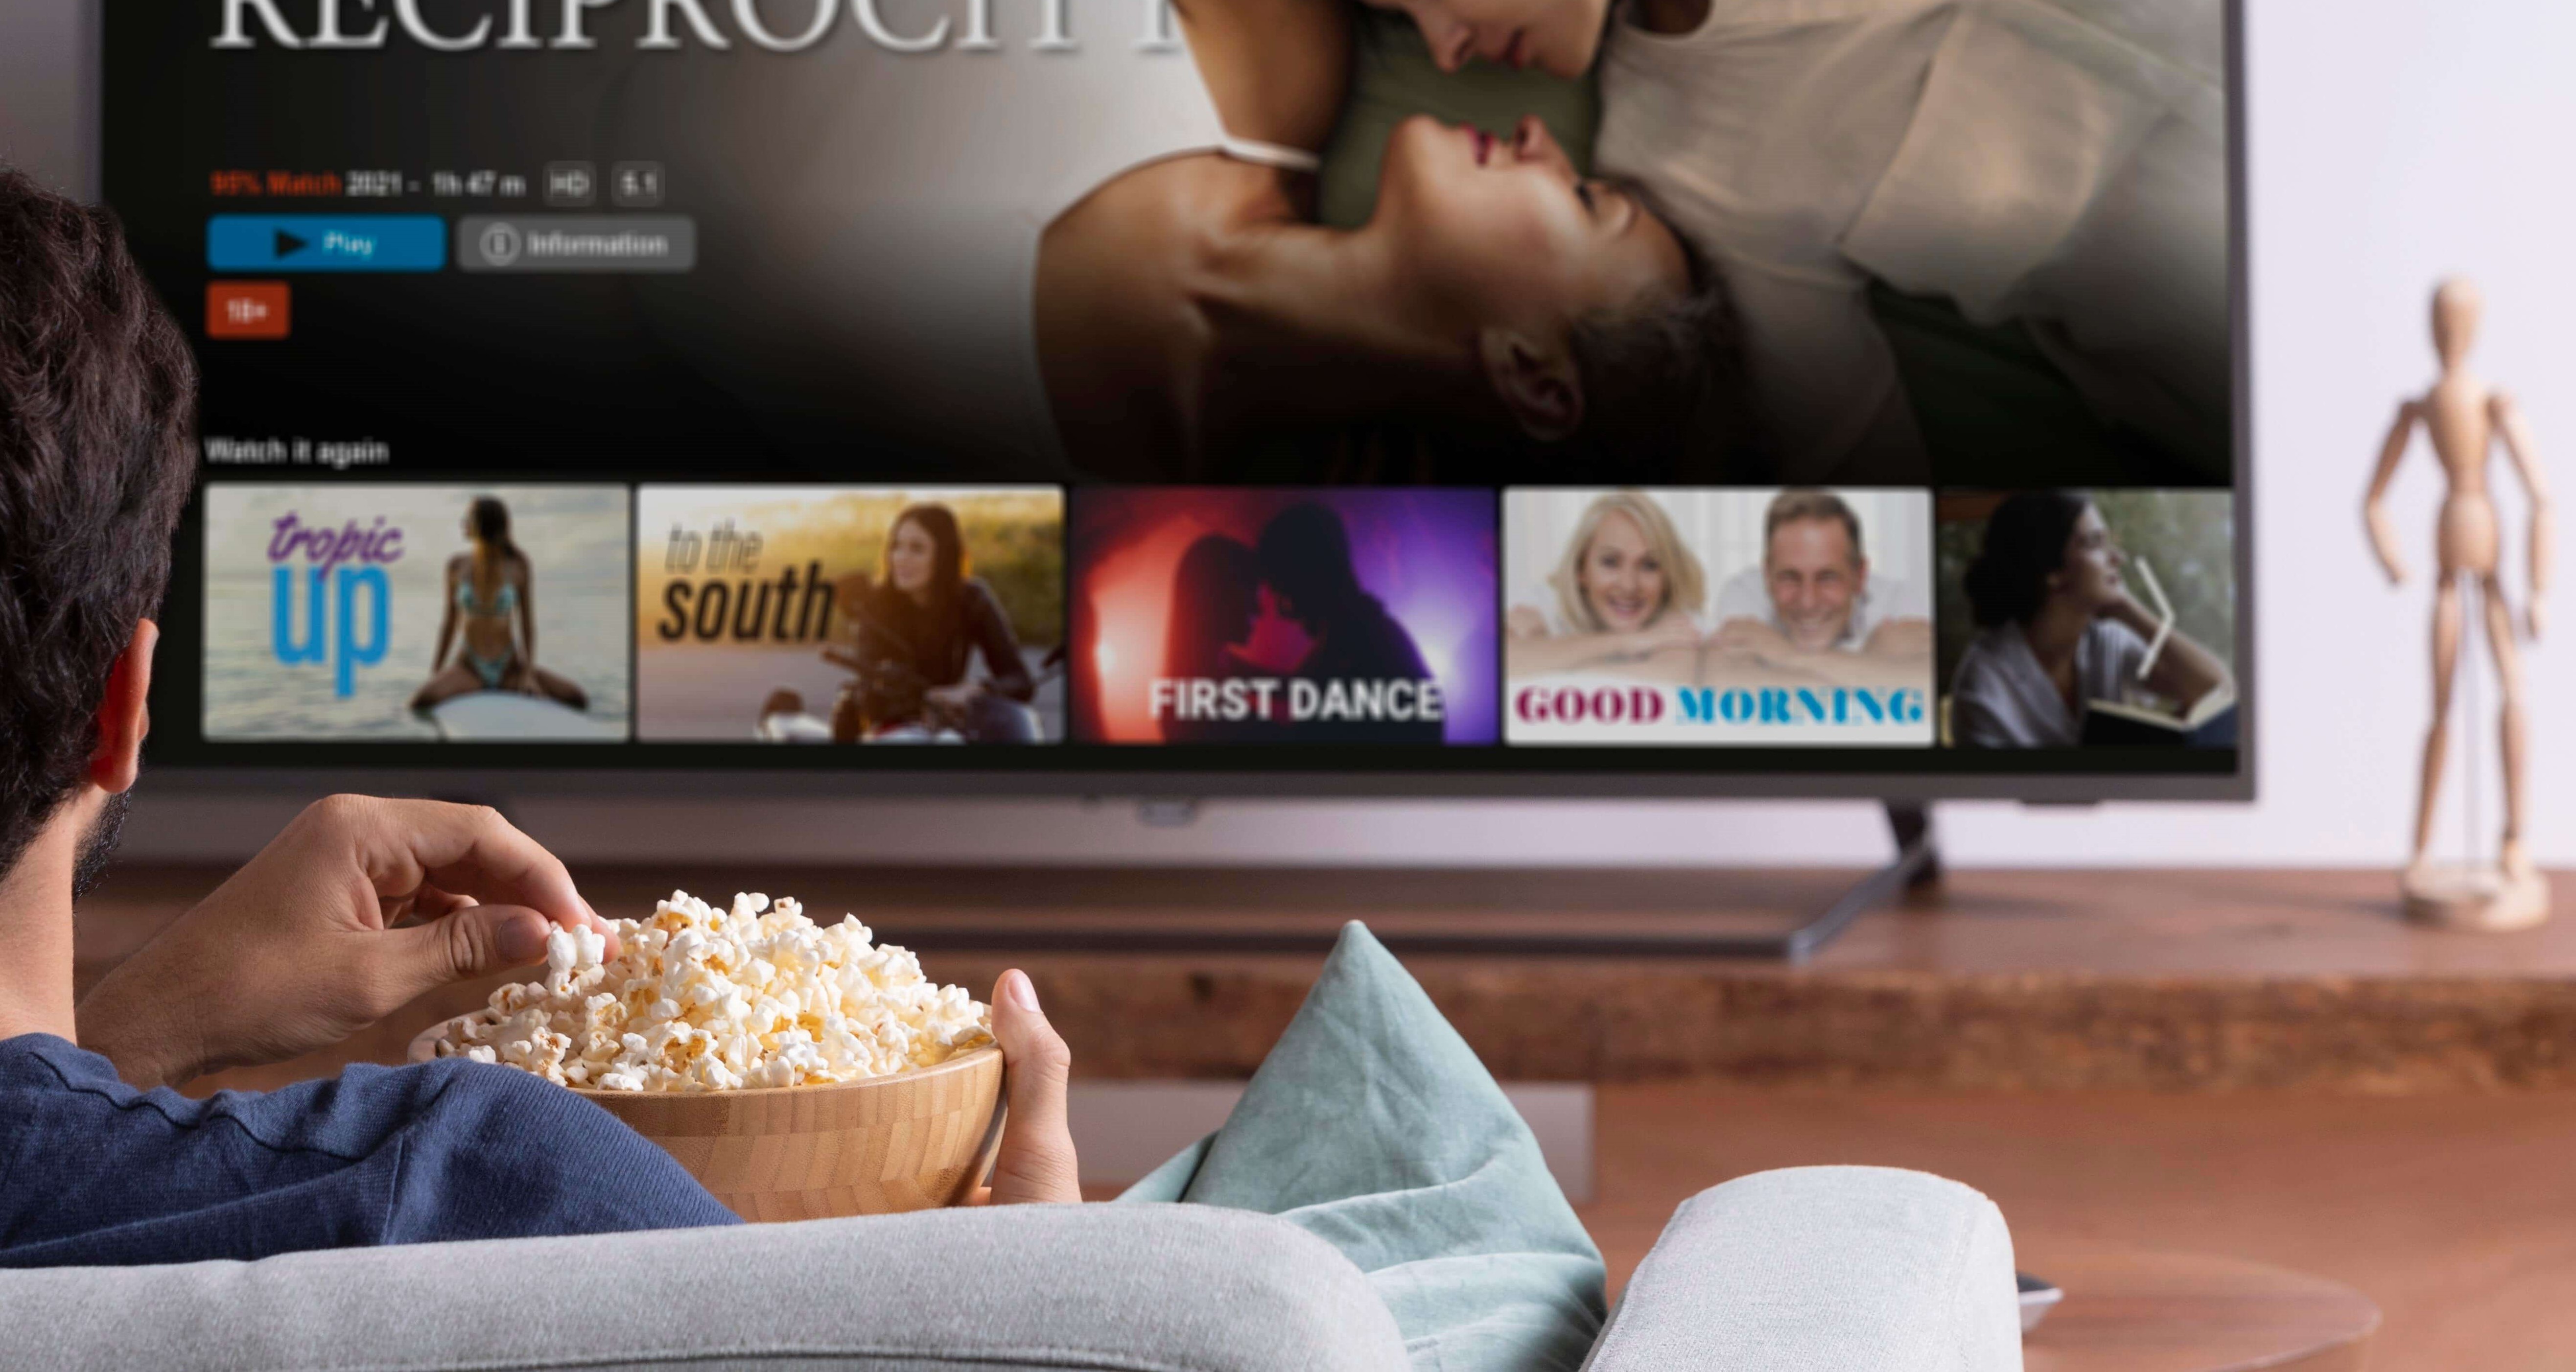 RECIPROCITY
95% Match 2021 - 1h 47 m HD 5.1
Play Information
18+
Watch it again
tropic
up
to the
south
FIRST DANCE
GOOD MORNING